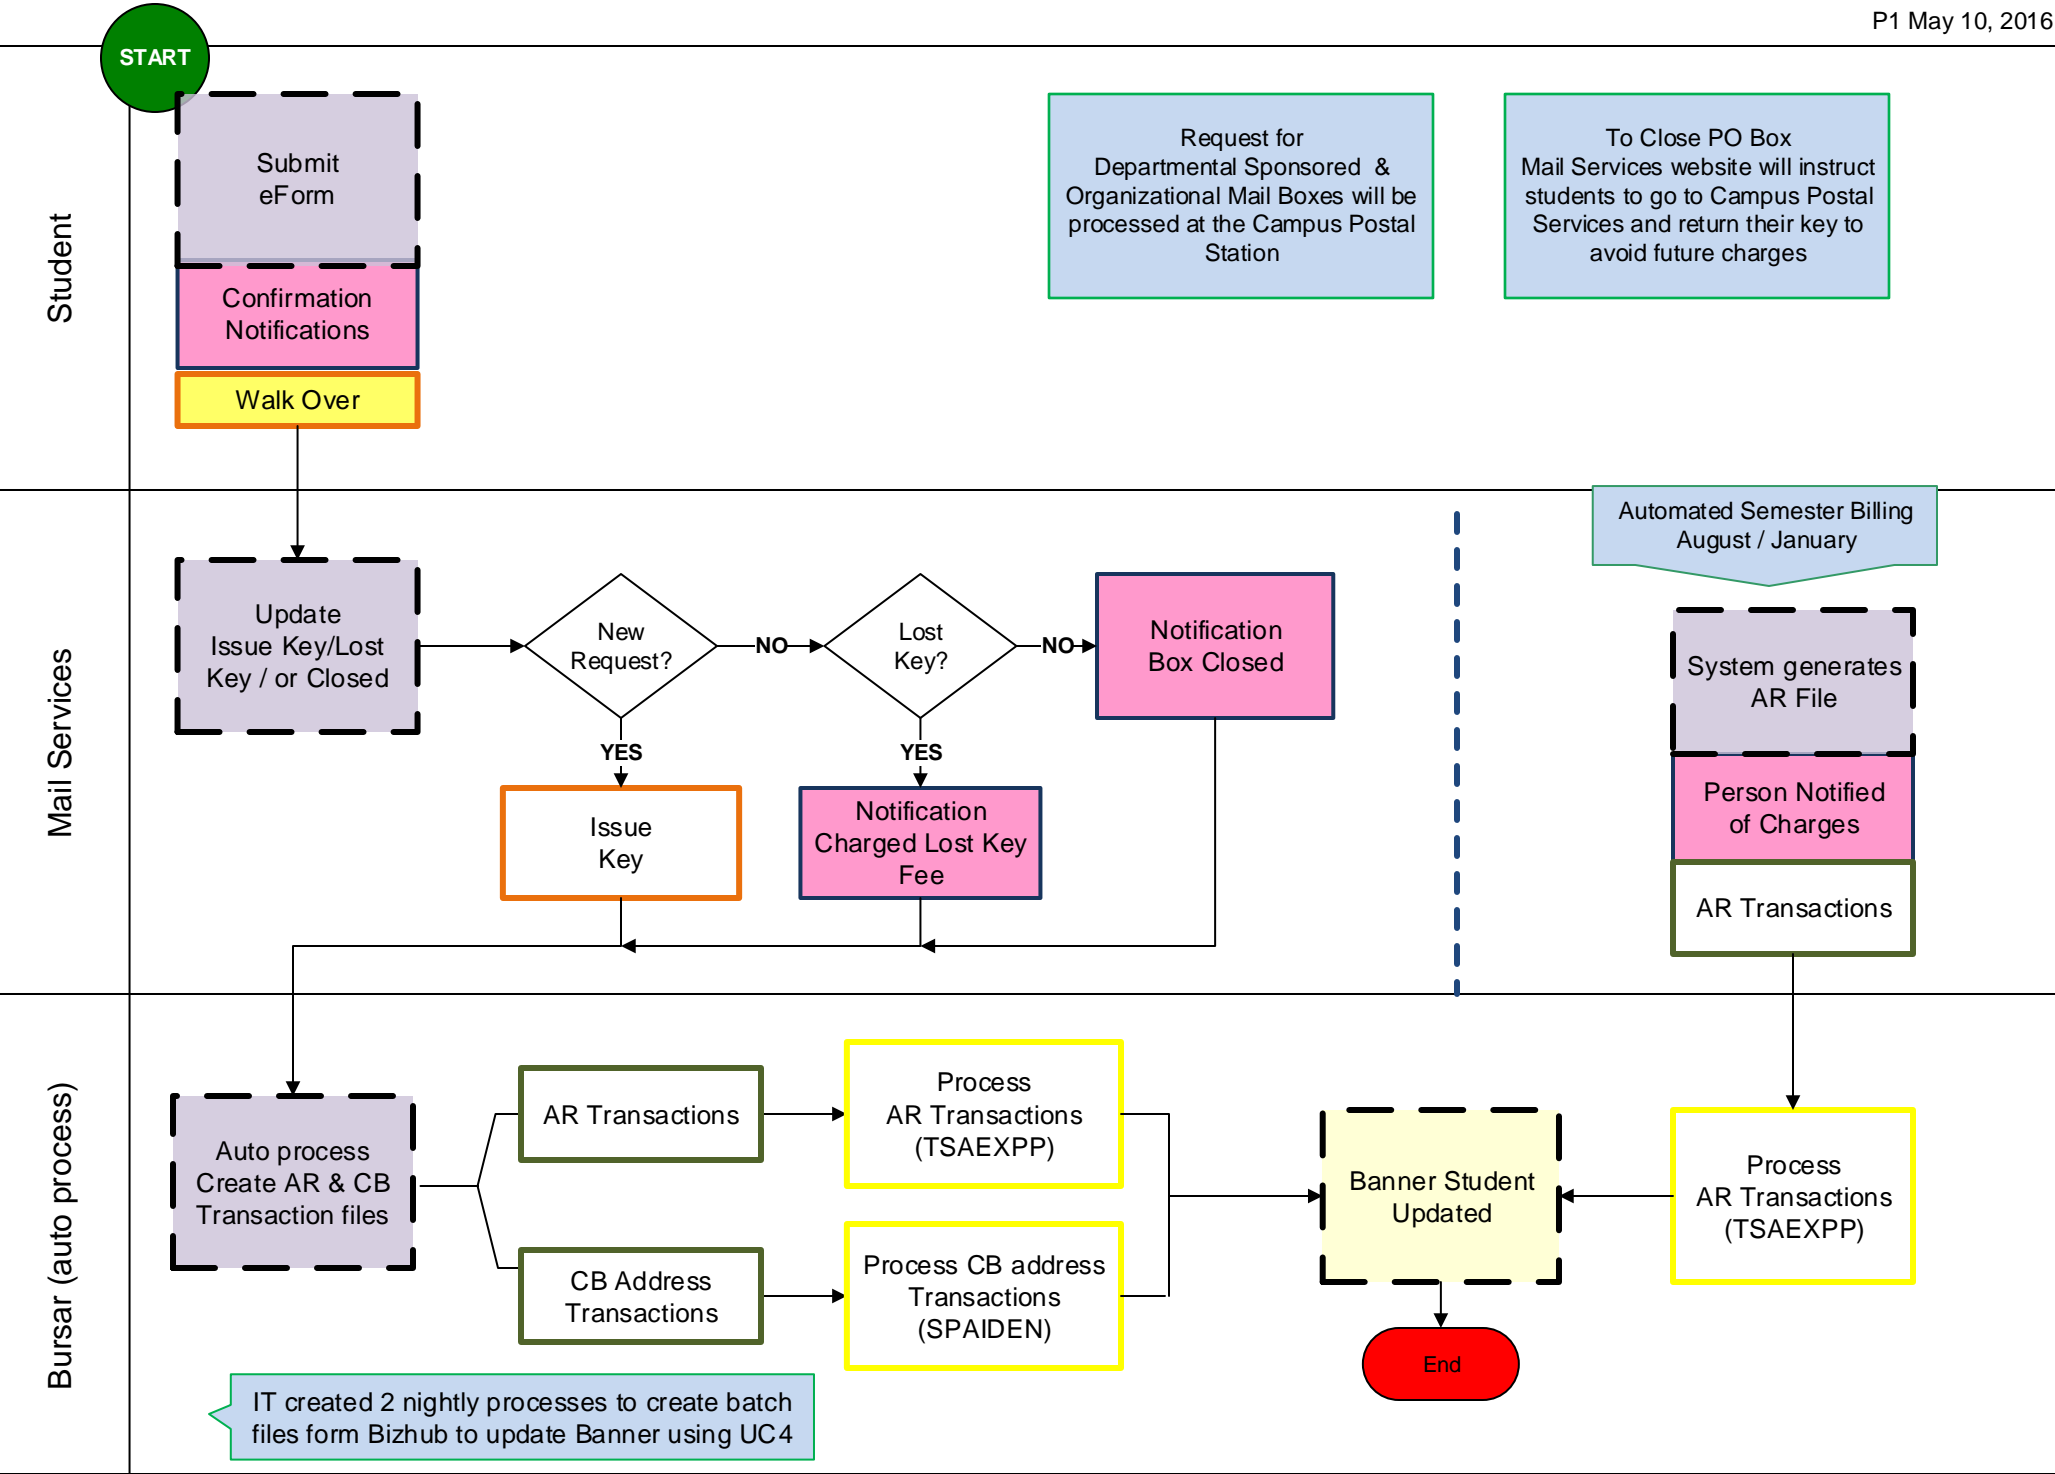 P1 May 10, 2016
START
Student
Submit
eForm
Confirmation
Notifications
Walk Over
Request for
Departmental Sponsored &
Organizational Mail Boxes will be
processed at the Campus Postal
Station
To Close PO Box
Mail Services website will instruct
students to go to Campus Postal
Services and return their key to
avoid future charges
Mail Services
Update
Issue Key/Lost
Key / or Closed
New
Request?
NO
Lost
Key?
NO
Notification
Box Closed
YES
YES
Issue
Key
Notification
Charged Lost Key
Fee
Automated Semester Billing
August / January
System generates
AR File
Person Notified
of Charges
AR Transactions
Bursar (auto process)
Auto process
Create AR & CB
Transaction files
AR Transactions
Process
AR Transactions
(TSAEXPP)
CB Address
Transactions
Process CB address
Transactions
(SPAIDEN)
Banner Student
Updated
Process
AR Transactions
(TSAEXPP)
End
IT created 2 nightly processes to create batch
files form Bizhub to update Banner using UC4